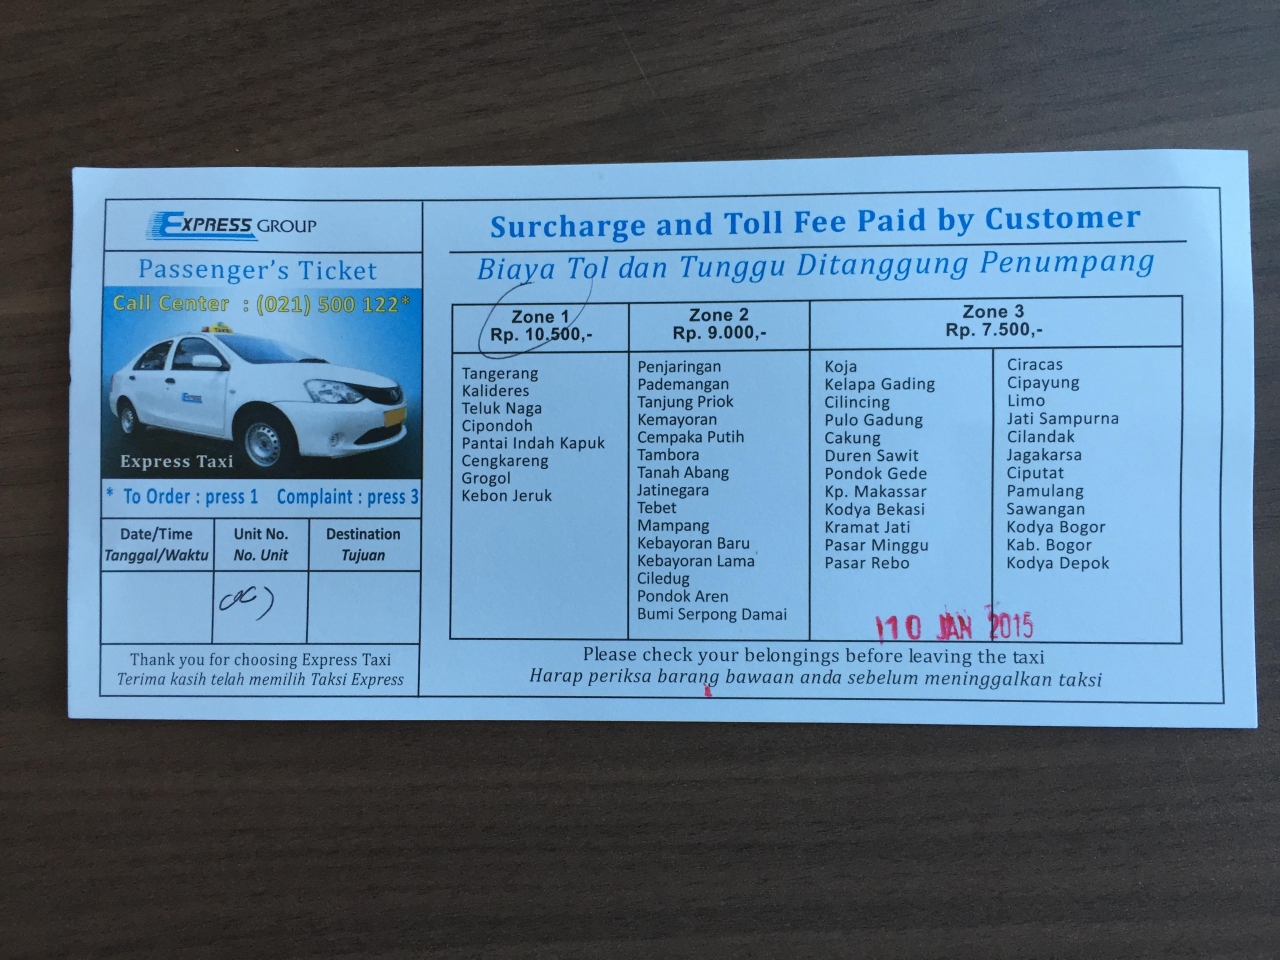 EXPRESS GROUP
Passenger's Ticket
Call Center : (021) 500 122*
TAKSI
Express
Express Taxi
* To Order : press 1 Complaint : press 3
Date/Time
Tanggal/Waktu
Unit No.
No. Unit
Destination
Tujuan
Thank you for choosing Express Taxi
Terima kasih telah memilih Taksi Express
Surcharge and Toll Fee Paid by Customer
Biaya Tol dan Tunggu Ditanggung Penumpang
Zone 1
Rp. 10.500,-
Tangerang
Kalideres
Teluk Naga
Cipondoh
Pantai Indah Kapuk
Cengkareng
Grogol
Kebon Jeruk
Zone 2
Rp. 9.000,-
Penjaringan
Pademangan
Tanjung Priok
Kemayoran
Cempaka Putih
Tambora
Tanah Abang
Jatinegara
Tebet
Mampang
Kebayoran Baru
Kebayoran Lama
Ciledug
Pondok Aren
Bumi Serpong Damai
Zone 3
Rp. 7.500,-
Koja
Kelapa Gading
Cilincing
Pulo Gadung
Cakung
Duren Sawit
Pondok Gede
Kp. Makassar
Kodya Bekasi
Kramat Jati
Pasar Minggu
Pasar Rebo
Ciracas
Cipayung
Limo
Jati Sampurna
Cilandak
Jagakarsa
Ciputat
Pamulang
Sawangan
Kodya Bogor
Kab. Bogor
Kodya Depok
10 JAN 2015
Please check your belongings before leaving the taxi
Harap periksa barang bawaan anda sebelum meninggalkan taksi